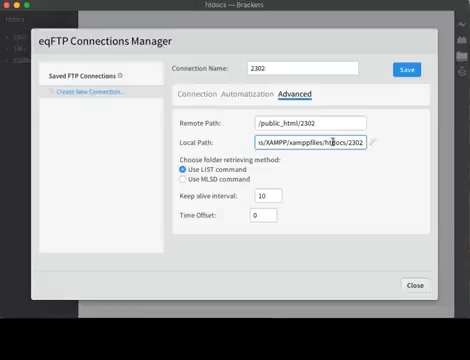 htdocs — Brackets
htdocs
eqFTP Connections Manager
Saved FTP Connections
Create New Connection...
Connection Name:
2302
Save
Connection Automatization Advanced
Remote Path:
/public_html/2302
Local Path:
ıs/XAMPP/xamppfiles/htdocs/2302
Choose folder retrieving method:
Use LIST command
Use MLSD command
Keep alive interval:
10
Time Offset:
0
Close